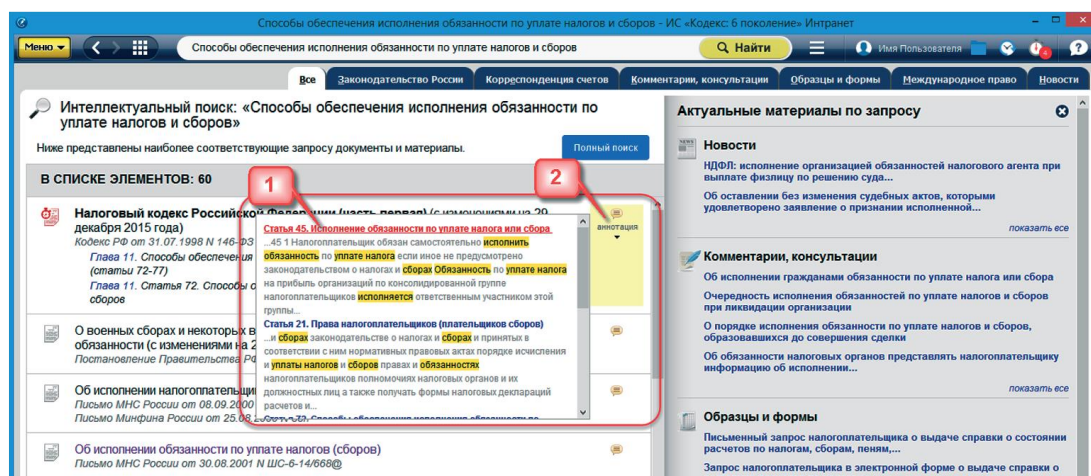 Способы обеспечения исполнения обязанности по уплате налогов и сборов - ИС «Кодекс: 6 поколение» Интранет
Меню
Способы обеспечения исполнения обязанности по уплате налогов и сборов
Найти
Имя Пользователя
4
?
Все
Законодательство России
Корреспонденция счетов
Комментарии, консультации
Образцы и формы
Международное право
Новости
Интеллектуальный поиск: «Способы обеспечения исполнения обязанности по
уплате налогов и сборов»
Ниже представлены наиболее соответствующие запросу документы и материалы.
Полный поиск
В СПИСКЕ ЭЛЕМЕНТОВ: 60
1
2
Налоговый кодекс Российской Федерации (часть первая) (с изменениями на 29
декабря 2015 года)
Кодекс РФ от 31.07.1998 N 146-ФЗ
Глава 11. Способы обеспечения
(статьи 72-77)
Глава 11. Статья 72. Способы о
сборов
аннотация
Статья 45. Исполнение обязанности по уплате налога или сбора
...45 1 Налогоплательщик обязан самостоятельно исполнить
обязанность по уплате налога если иное не предусмотрено
законодательством о налогах и сборах Обязанность по уплате налога
на прибыль организаций по консолидированной группе
налогоплательщиков исполняется ответственным участником этой
группы...
Статья 21. Права налогоплательщиков (плательщиков сборов)
...и сборах законодательстве о налогах и сборах и принятых в
соответствии с ним нормативных правовых актах порядке исчисления
и уплаты налогов и сборов правах и обязанностях
налогоплательщиков полномочиях налоговых органов и их
должностных лиц а также получать формы налоговых деклараций
расчетов и...
О военных сборах и некоторых в
обязанности (с изменениями на 2
Постановление Правительства РФ
Об исполнении налогоплательщи
Письмо МНС России от 08.09.2000
Письмо Минфина России от 25.08.
Об исполнении обязанности по уплате налогов (сборов)
Письмо МНС России от 30.08.2001 N ШС-6-14/668@
Актуальные материалы по запросу
Новости
НДФЛ: исполнение организацией обязанностей налогового агента при
выплате физлицу по решению суда...
Об оставлении без изменения судебных актов, которыми
удовлетворено заявление о признании исполненной...
показать все
Комментарии, консультации
Об исполнении гражданами обязанности по уплате налога или сбора
Очередность исполнения обязанностей по уплате налогов и сборов
при ликвидации организации
О порядке исполнения обязанности по уплате налогов и сборов,
образовавшихся до совершения сделки
Об обязанности налоговых органов представлять налогоплательщику
информацию об исполнении...
показать все
Образцы и формы
Письменный запрос налогоплательщика о выдаче справки о состоянии
расчетов по налогам, сборам, пеням,...
Запрос налогоплательщика в электронной форме о выдаче справки о